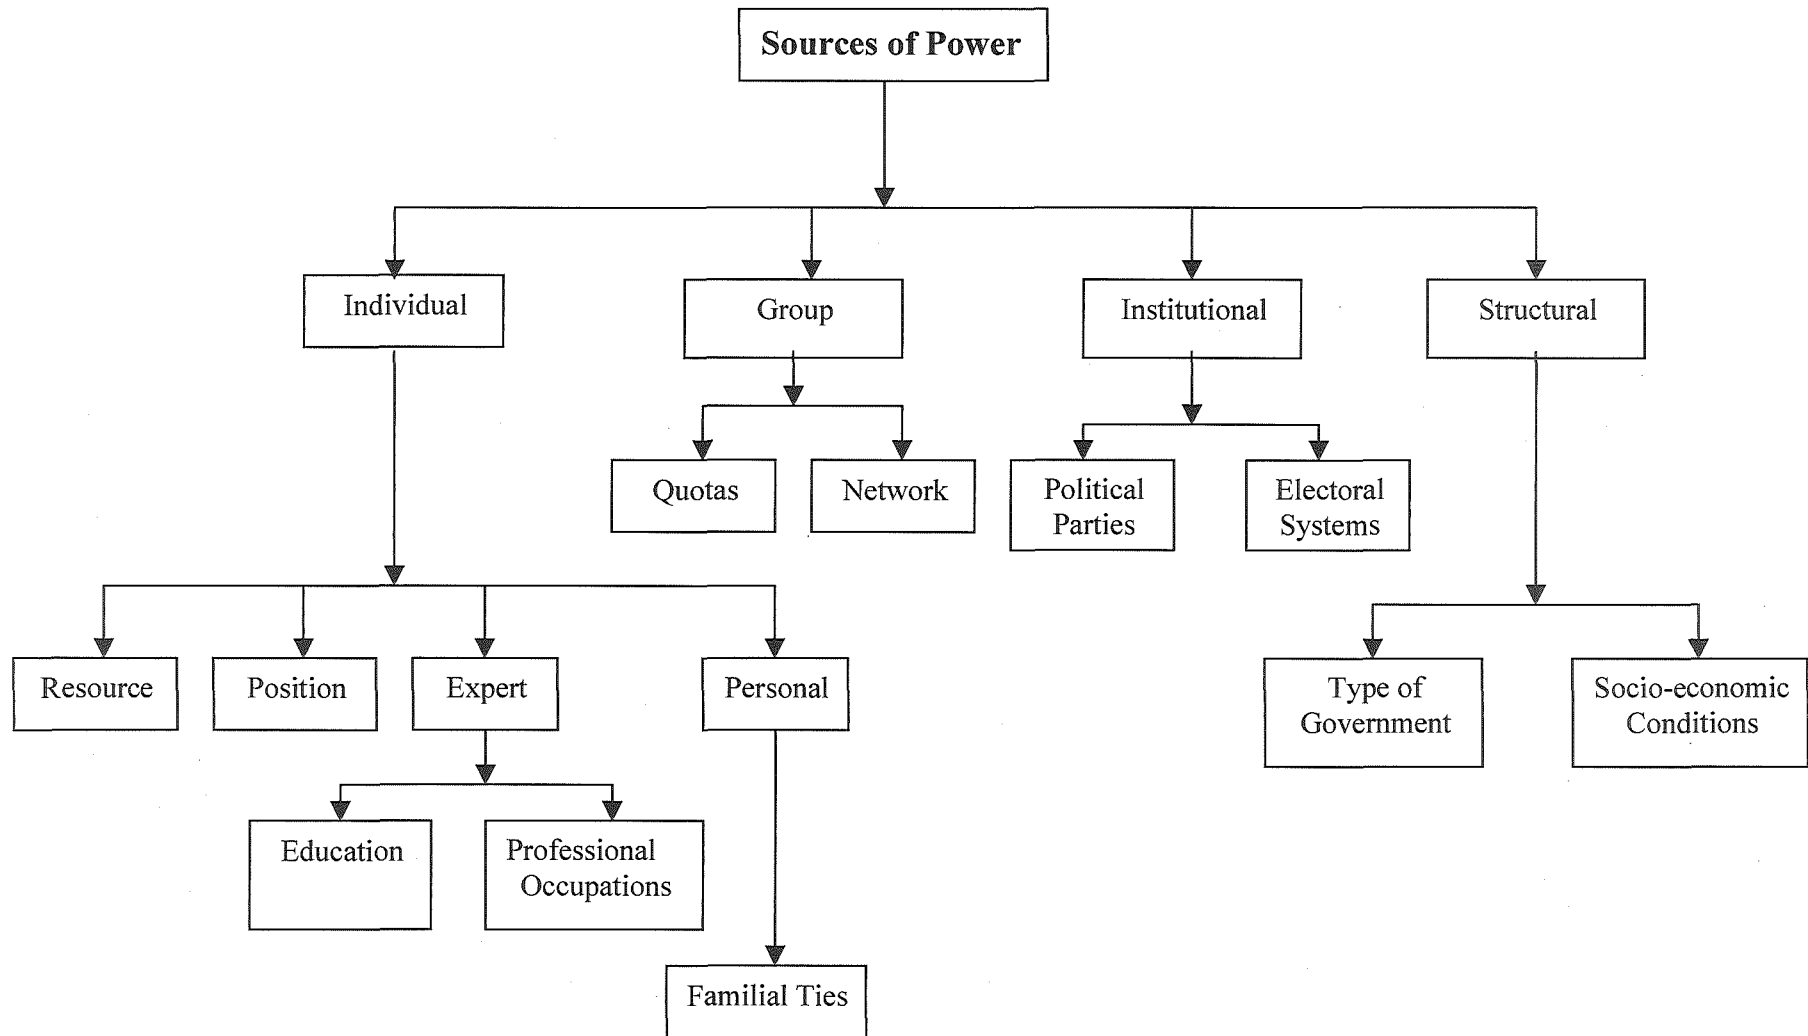 Sources of Power
Individual
Group
Institutional
Structural
Quotas
Network
Political
Parties
Electoral
Systems
Resource
Position
Expert
Personal
Type of
Government
Socio-economic
Conditions
Education
Professional
Occupations
Familial Ties